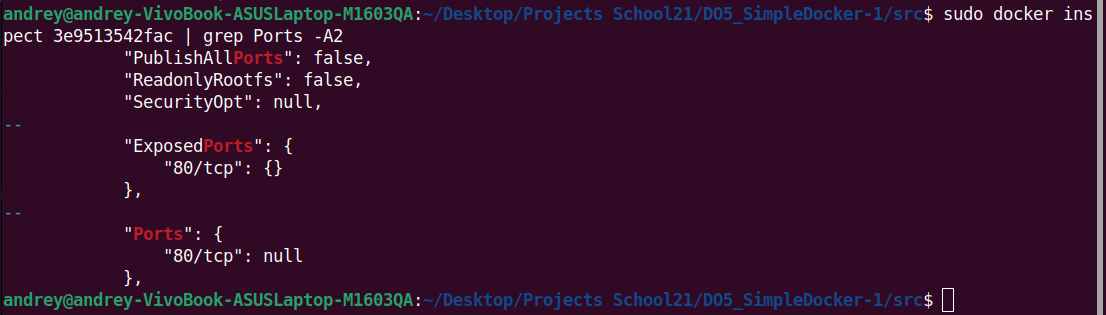 andrey@andrey-VivoBook-ASUSLaptop-M1603QA:~/Desktop/Projects School21/DO5_SimpleDocker-1/src$ sudo docker ins
pect 3e9513542fac | grep Ports -A2
            "PublishAllPorts": false,
            "ReadonlyRootfs": false,
            "SecurityOpt": null,
--
            "ExposedPorts": {
                "80/tcp": {}
            },
--
            "Ports": {
                "80/tcp": null
            },
andrey@andrey-VivoBook-ASUSLaptop-M1603QA:~/Desktop/Projects School21/DO5_SimpleDocker-1/src$